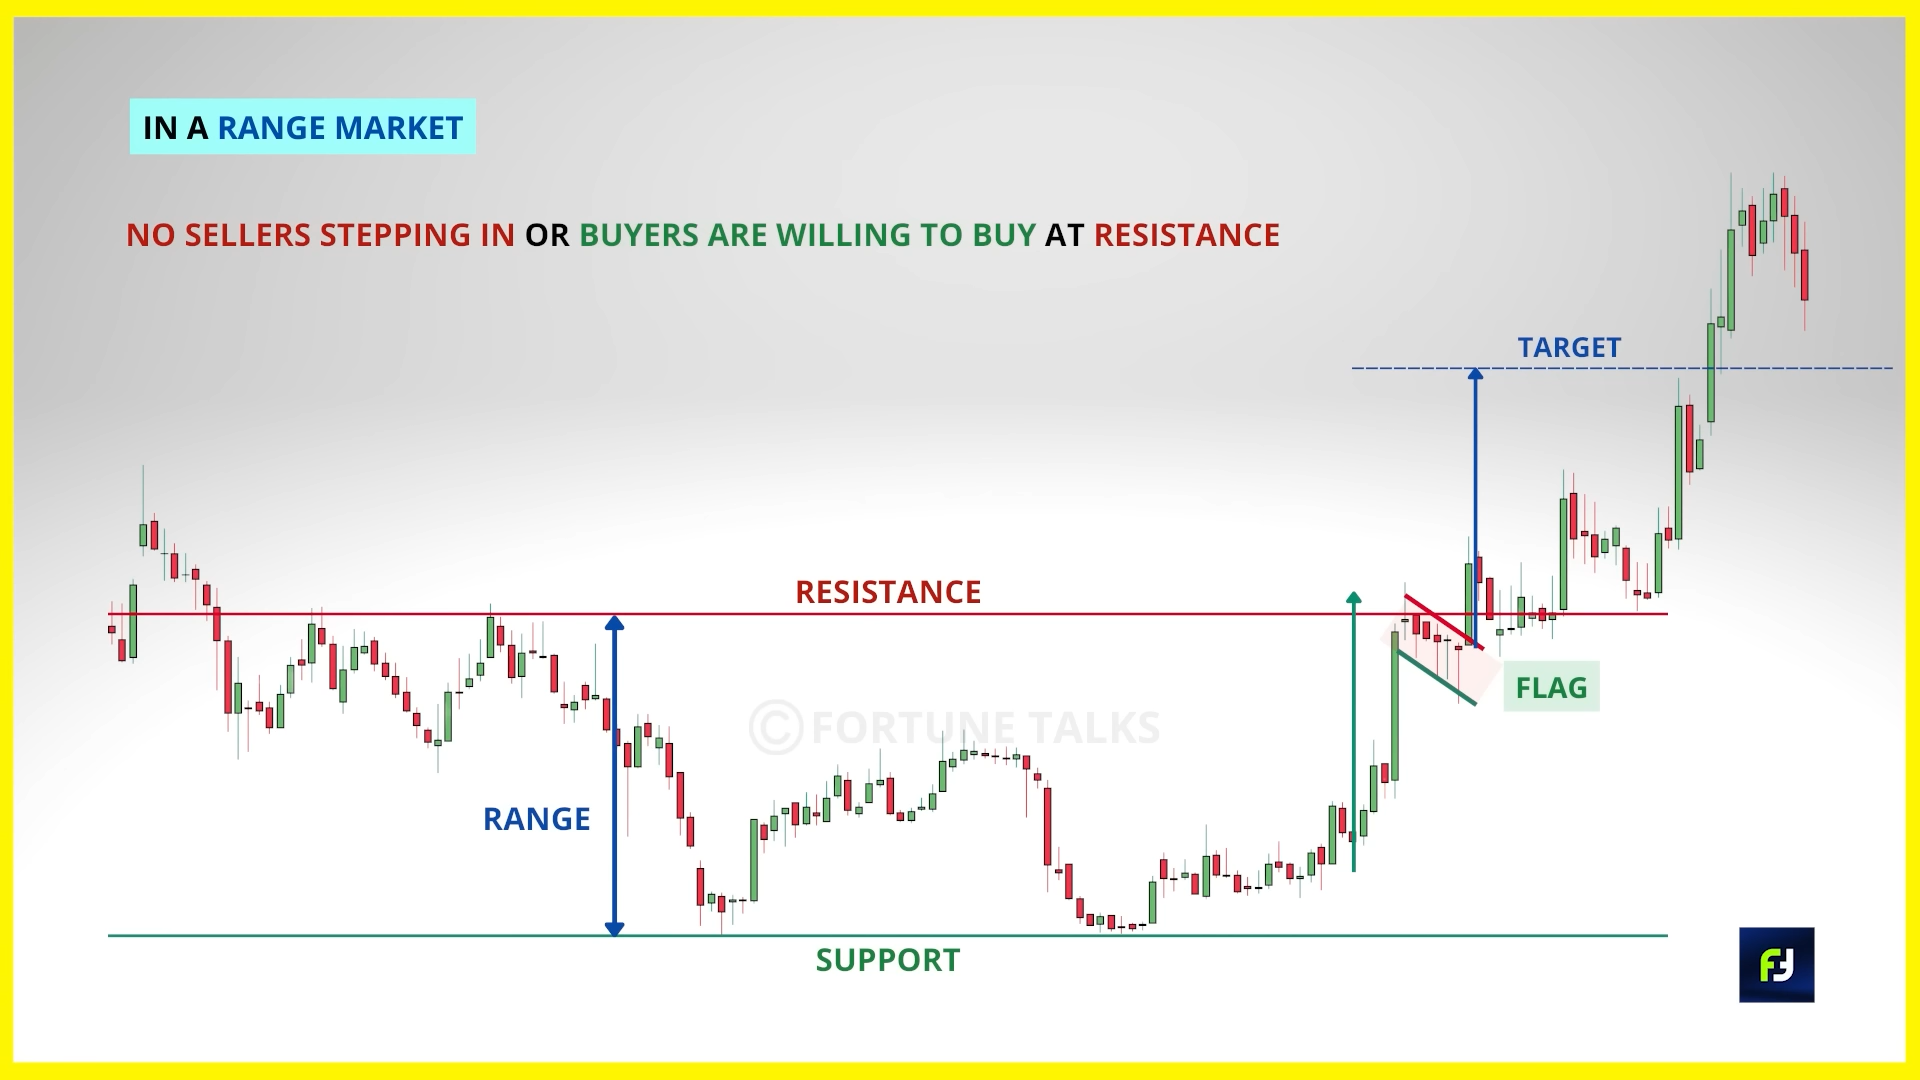 IN A RANGE MARKET
NO SELLERS STEPPING IN OR BUYERS ARE WILLING TO BUY AT RESISTANCE
TARGET
RESISTANCE
FLAG
© FORTUNE TALKS
RANGE
SUPPORT